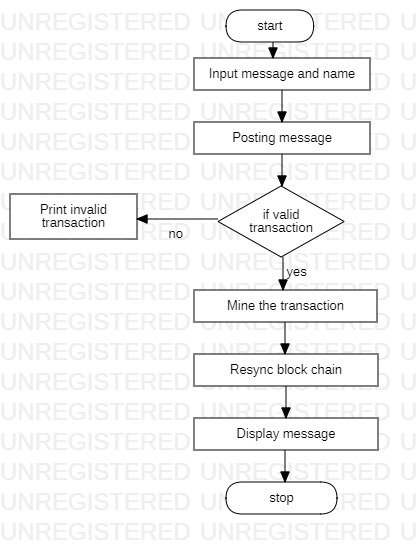 start
Input message and name
Posting message
if valid
transaction
Print invalid
transaction
no
yes
Mine the transaction
Resync block chain
Display message
stop
UNREGISTERED